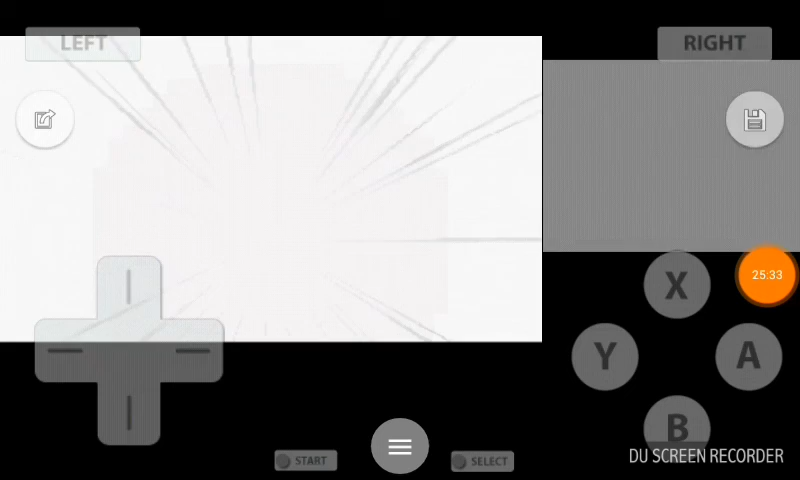 LEFT
RIGHT
25:33
X
Y
A
B
START
SELECT
DU SCREEN RECORDER